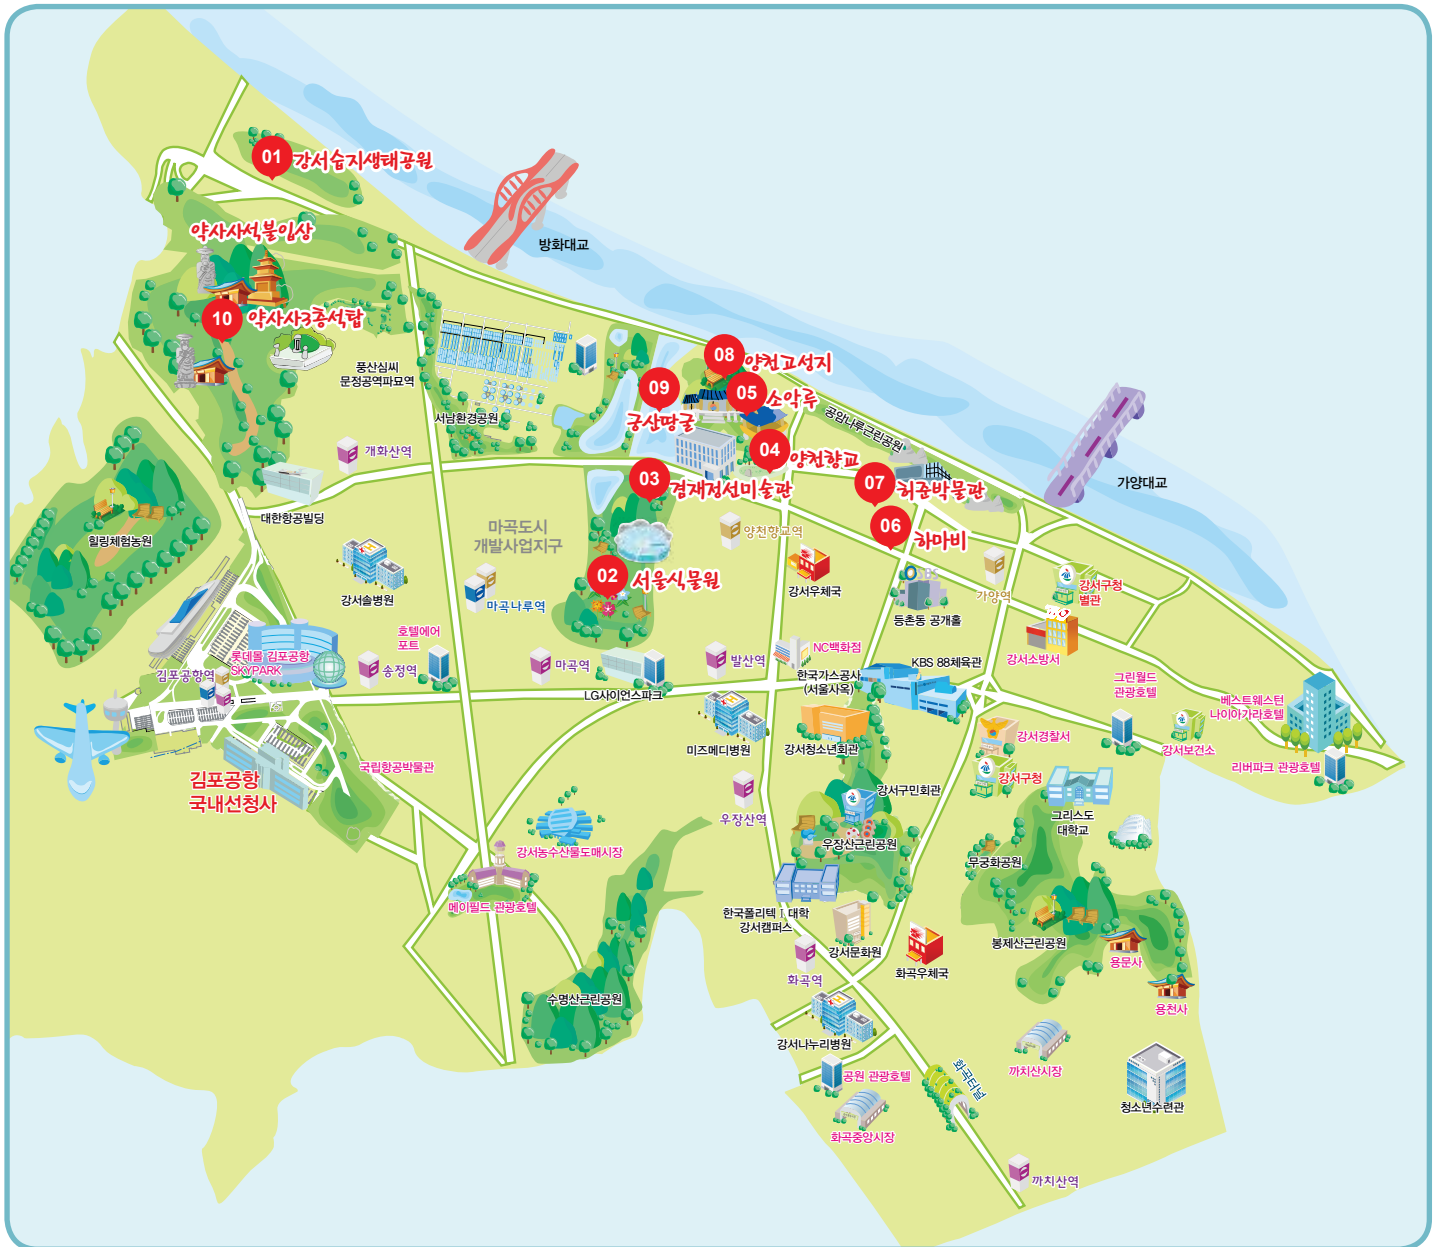 01 강서습지생태공원
약사사석불입상
10 약사사3층석탑
방화대교
풍산심씨
문정공역파묘역
서남환경공원
08 양천고성지
09
궁산땅굴
05 소악루
04 양천향교
공암나루근린공원
03 겸재정선미술관
07 허준박물관
06 하마비
가양대교
개화산역
대한항공빌딩
힐링체험농원
마곡도시
개발사업지구
양천향교역
강서솔병원
마곡나루역
02 서울식물원
강서우체국
SBS
등촌동 공개홀
가양역
강서구청
별관
119
강서소방서
호텔에어
포트
롯데몰 김포공항
SKYPARK
김포공항역
송정역
마곡역
LG사이언스파크
발산역
NC백화점
한국가스공사
(서울사옥)
KBS 88체육관
그린월드
관광호텔
베스트웨스턴
나이아가라호텔
미즈메디병원
강서청소년회관
강서경찰서
강서보건소
리버파크 관광호텔
김포공항
국내선청사
국립항공박물관
강서구청
그리스도
대학교
우장산역
강서구민회관
강서농수산물도매시장
우장산근린공원
무궁화공원
메이필드 관광호텔
한국폴리텍 I 대학
강서캠퍼스
강서문화원
화곡우체국
봉제산근린공원
용문사
화곡역
수명산근린공원
용천사
강서나누리병원
까치산시장
공원 관광호텔
화곡터널
청소년수련관
화곡중앙시장
까치산역